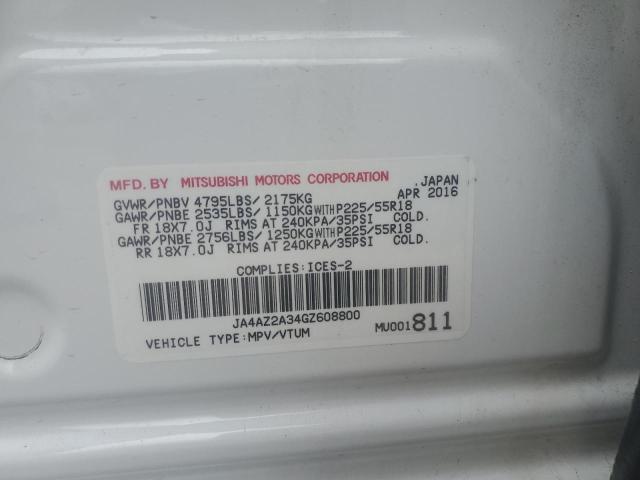 MFD. BY MITSUBISHI MOTORS CORPORATION ,JAPAN
GVWR/PNBV 4795LBS/ 2175KG APR 2016
GAWR/PNBE 2535LBS/ 1150KG WITH P225/55R18
FR 18X7.0J RIMS AT 240KPA/35PSI COLD.
GAWR/PNBE 2756LBS/ 1250KG WITH P225/55R18
RR 18X7.0J RIMS AT 240KPA/35PSI COLD.
COMPLIES:ICES-2
JA4AZ2A34GZ608800
VEHICLE TYPE:MPV/VTUM MU001811